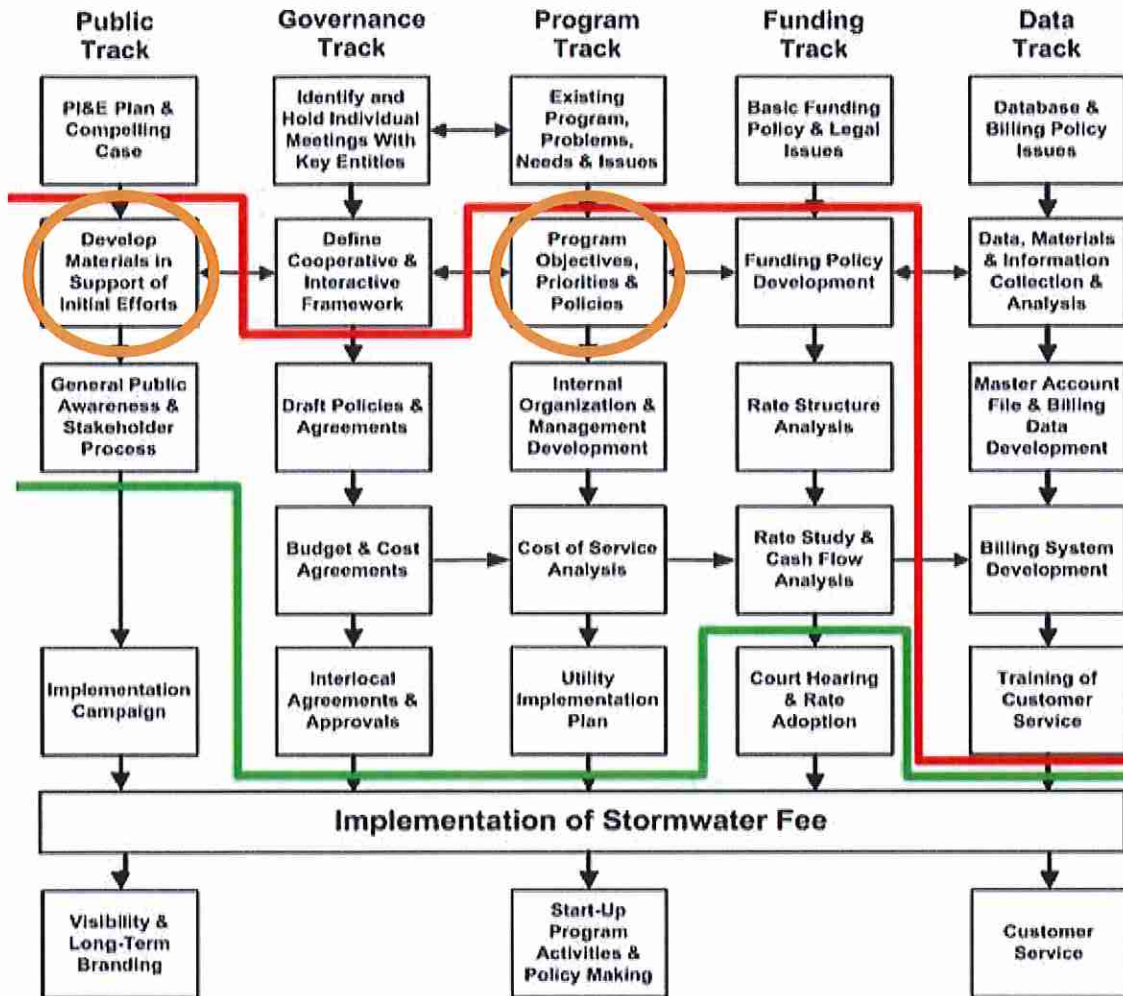 Public
Track
Governance
Track
Program
Track
Funding
Track
Data
Track
PI&E Plan &
Compelling
Case
Identify and
Hold Individual
Meetings With
Key Entities
Existing
Program,
Problems,
Needs & Issues
Basic Funding
Policy & Legal
Issues
Database &
Billing Policy
Issues
Develop
Materials in
Support of
Initial Efforts
Define
Cooperative &
Interactive
Framework
Program
Objectives,
Priorities &
Policies
Funding Policy
Development
Data, Materials
& Information
Collection &
Analysis
General Public
Awareness &
Stakeholder
Process
Draft Policies &
Agreements
Internal
Organization &
Management
Development
Rate Structure
Analysis
Master Account
File & Billing
Data
Development
Budget & Cost
Agreements
Cost of Service
Analysis
Rate Study &
Cash Flow
Analysis
Billing System
Development
Implementation
Campaign
Interlocal
Agreements &
Approvals
Utility
Implementation
Plan
Court Hearing
& Rate
Adoption
Training of
Customer
Service
Implementation of Stormwater Fee
Visibility &
Long-Term
Branding
Start-Up
Program
Activities &
Policy Making
Customer
Service